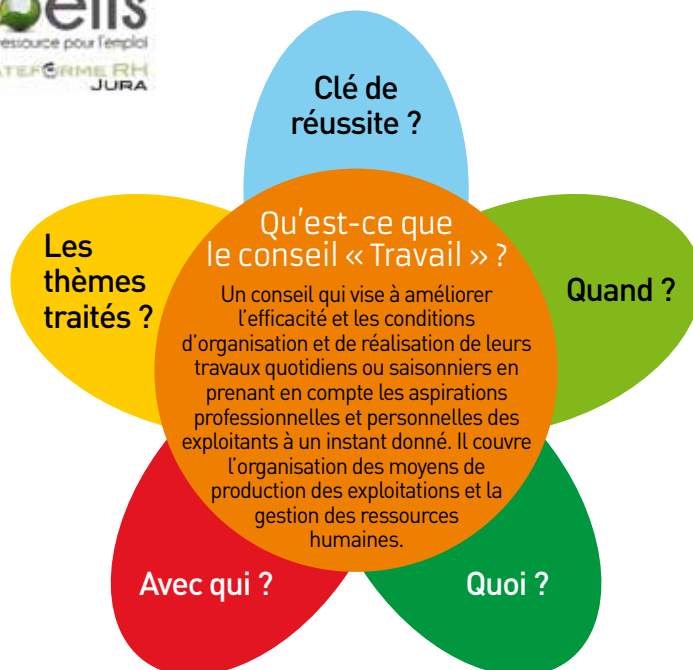 ressource pour l'emploi
RH
JURA
Clé de
réussite ?
Les
thèmes
traités ?
Qu'est-ce que
le conseil « Travail » ?
Un conseil qui vise à améliorer
l'efficacité et les conditions
d'organisation et de réalisation de leurs
travaux quotidiens ou saisonniers en
prenant en compte les aspirations
professionnelles et personnelles des
exploitants à un instant donné. Il couvre
l'organisation des moyens de
production des exploitations et la
gestion des ressources
humaines.
Quand ?
Avec qui ?
Quoi ?